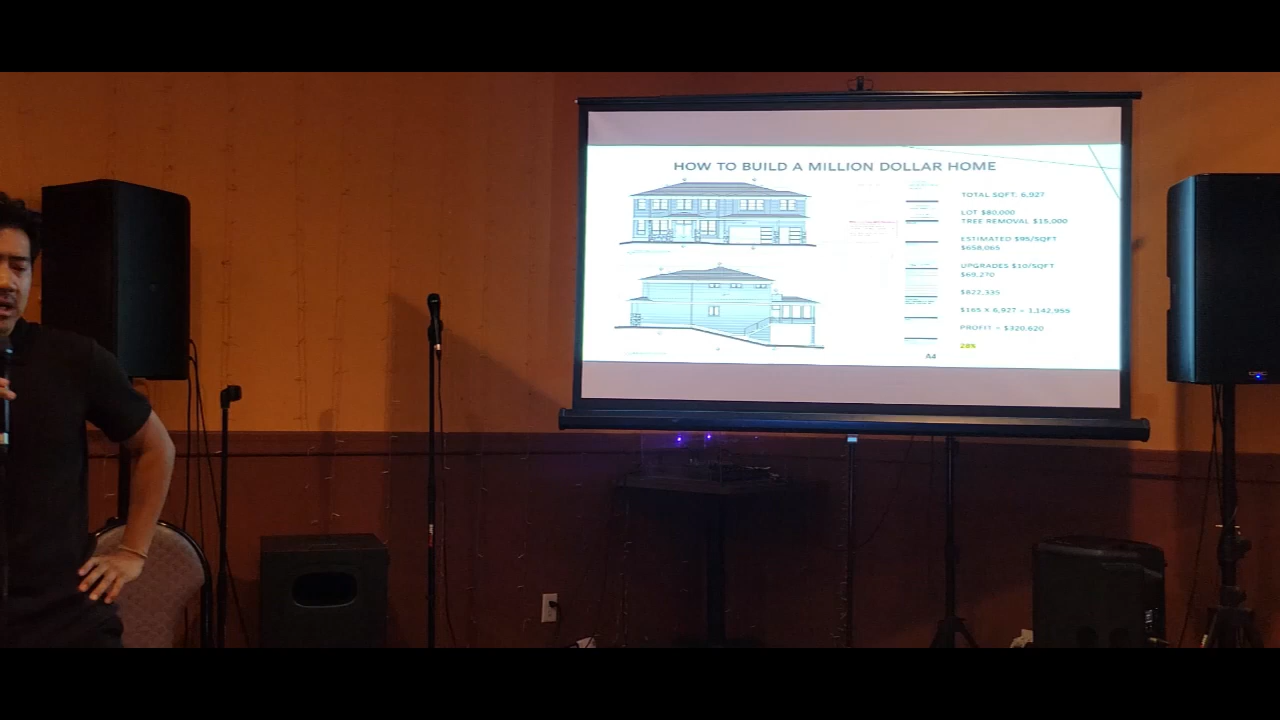 HOW TO BUILD A MILLION DOLLAR HOME
TOTAL SQFT. 6,927
LOT $80,000
TREE REMOVAL $15,000
ESTIMATED $95/SQFT
$658,065
UPGRADES $10/SQFT
$69,270
$822,335
$165 X 6,927 = 1,142,955
PROFIT = $320,620
28%
A4